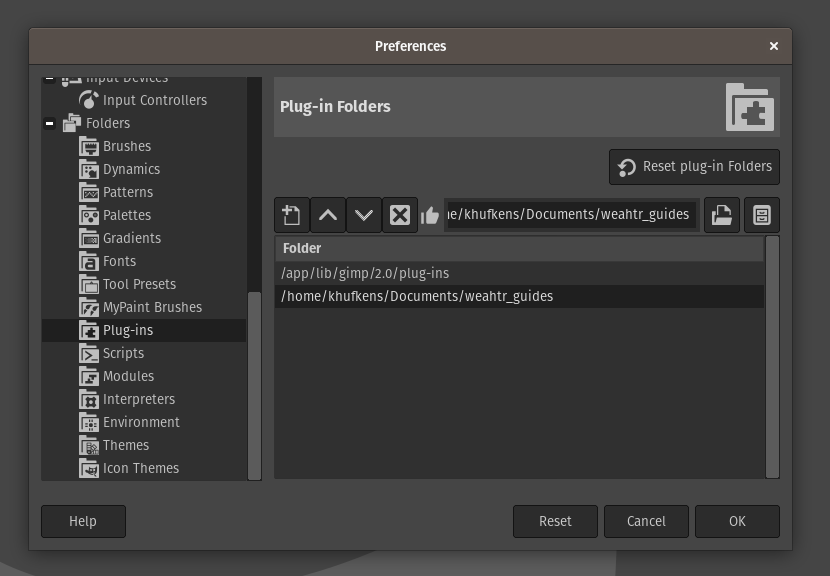 Preferences
Input Devices
Input Controllers
Folders
Brushes
Dynamics
Patterns
Palettes
Gradients
Fonts
Tool Presets
MyPaint Brushes
Plug-ins
Scripts
Modules
Interpreters
Environment
Themes
Icon Themes
Plug-in Folders
Reset plug-in Folders
e/khufkens/Documents/weahtr_guides
Folder
/app/lib/gimp/2.0/plug-ins
/home/khufkens/Documents/weahtr_guides
Help
Reset
Cancel
OK